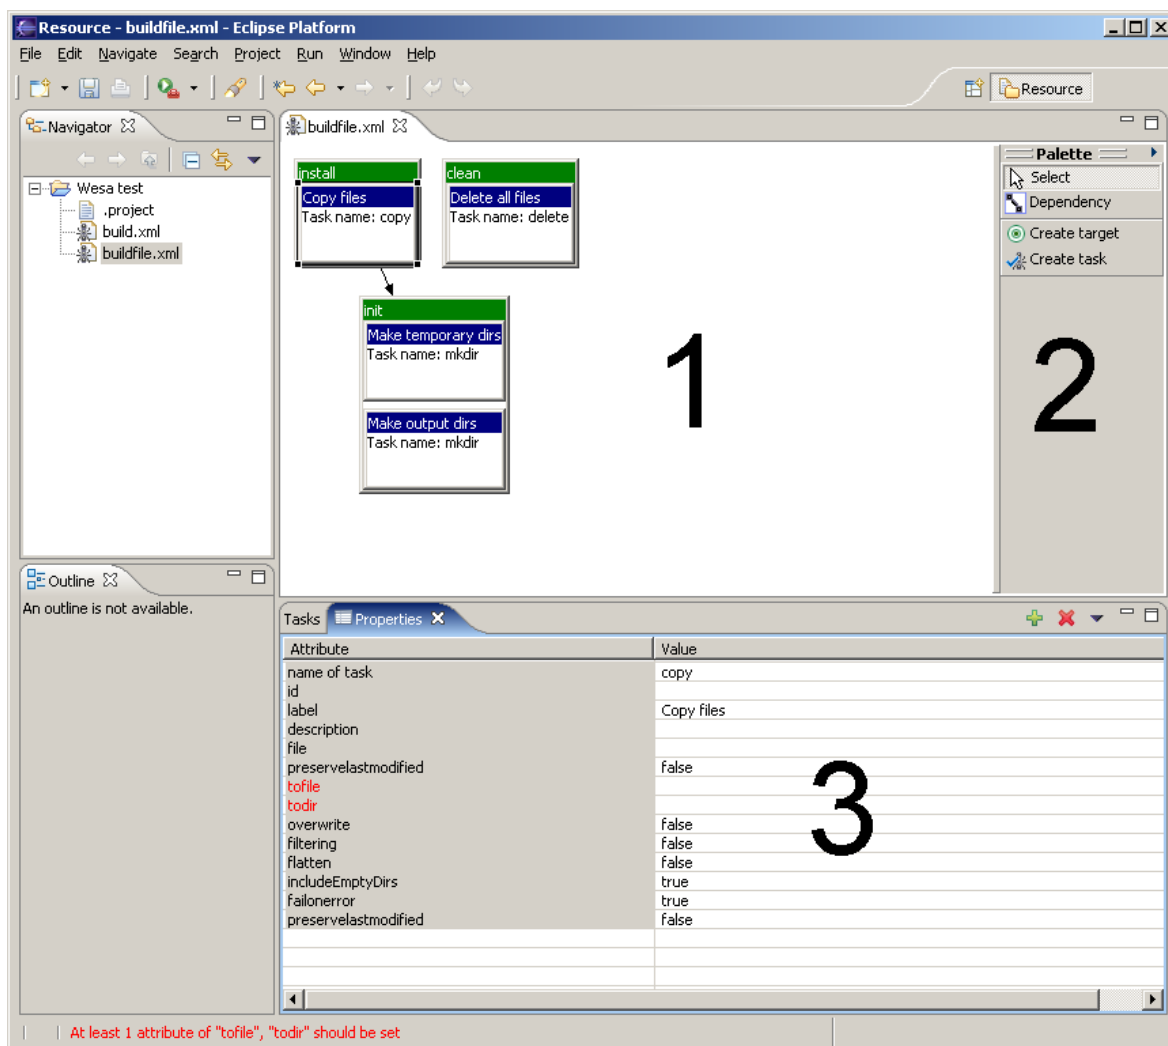 Resource - buildfile.xml - Eclipse Platform
File Edit Navigate Search Project Run Window Help
Resource
Navigator
Wesa test
.project
build.xml
buildfile.xml
buildfile.xml
install
Copy files
Task name: copy
clean
Delete all files
Task name: delete
init
Make temporary dirs
Task name: mkdir
Make output dirs
Task name: mkdir
1
Palette
Select
Dependency
Create target
Create task
2
Outline
An outline is not available.
Tasks Properties
Attribute Value
name of task copy
id
label Copy files
description
file
preservelastmodified false
tofile
todir
overwrite false
filtering false
flatten false
includeEmptyDirs true
failonerror true
preservelastmodified false
3
At least 1 attribute of "tofile", "todir" should be set